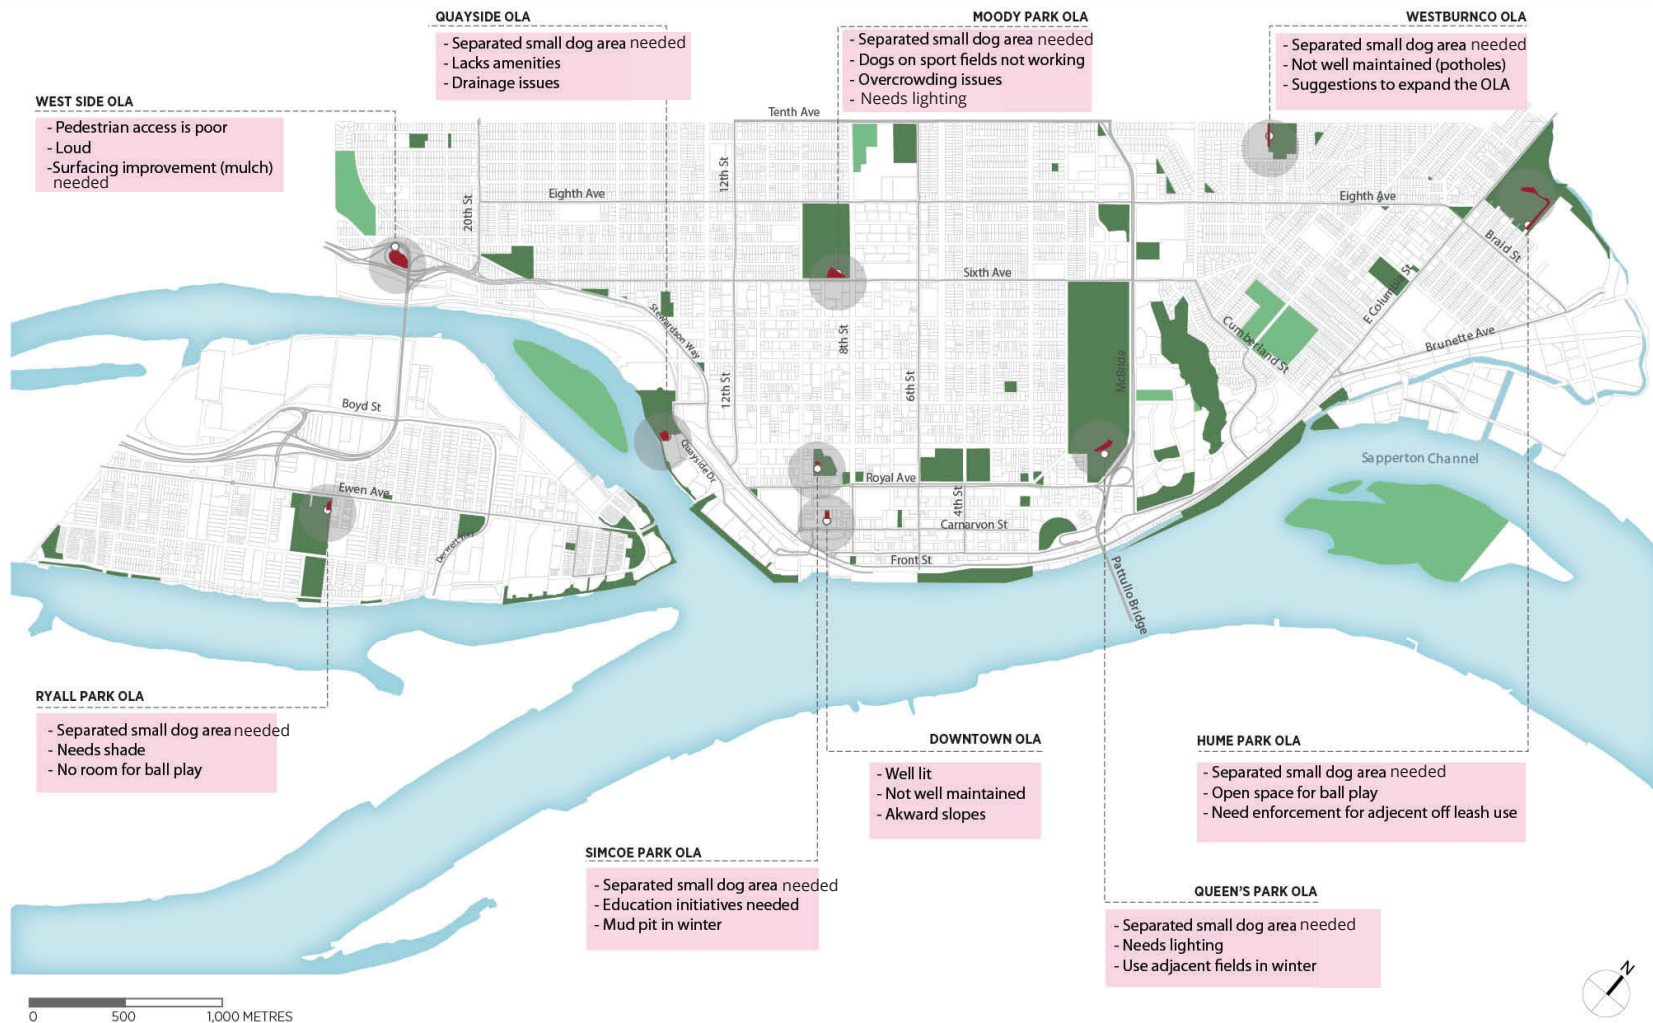 QUAYSIDE OLA
- Separated small dog area needed
- Lacks amenities
- Drainage issues
MOODY PARK OLA
- Separated small dog area needed
- Dogs on sport fields not working
- Overcrowding issues
- Needs lighting
WESTBURNCO OLA
- Separated small dog area needed
- Not well maintained (potholes)
- Suggestions to expand the OLA
WEST SIDE OLA
- Pedestrian access is poor
- Loud
-Surfacing improvement (mulch)
needed
Tenth Ave
12th St
20th St
Eighth Ave
Eighth Ave
Braid St
Sixth Ave
E Columbia St
Stewardson Way
8th St
Cumberland St
Brunette Ave
McBride
12th St
6th St
Boyd St
Quayside Dr.
Sapperton Channel
Royal Ave
Ewen Ave
4th St
Carnarvon St
Derwent Way
Front St
Pattullo Bridge
RYALL PARK OLA
- Separated small dog area needed
- Needs shade
- No room for ball play
DOWNTOWN OLA
- Well lit
- Not well maintained
- Akward slopes
HUME PARK OLA
- Separated small dog area needed
- Open space for ball play
- Need enforcement for adjecent off leash use
SIMCOE PARK OLA
- Separated small dog area needed
- Education initiatives needed
- Mud pit in winter
QUEEN'S PARK OLA
- Separated small dog area needed
- Needs lighting
- Use adjacent fields in winter
N
0 500 1,000 METRES